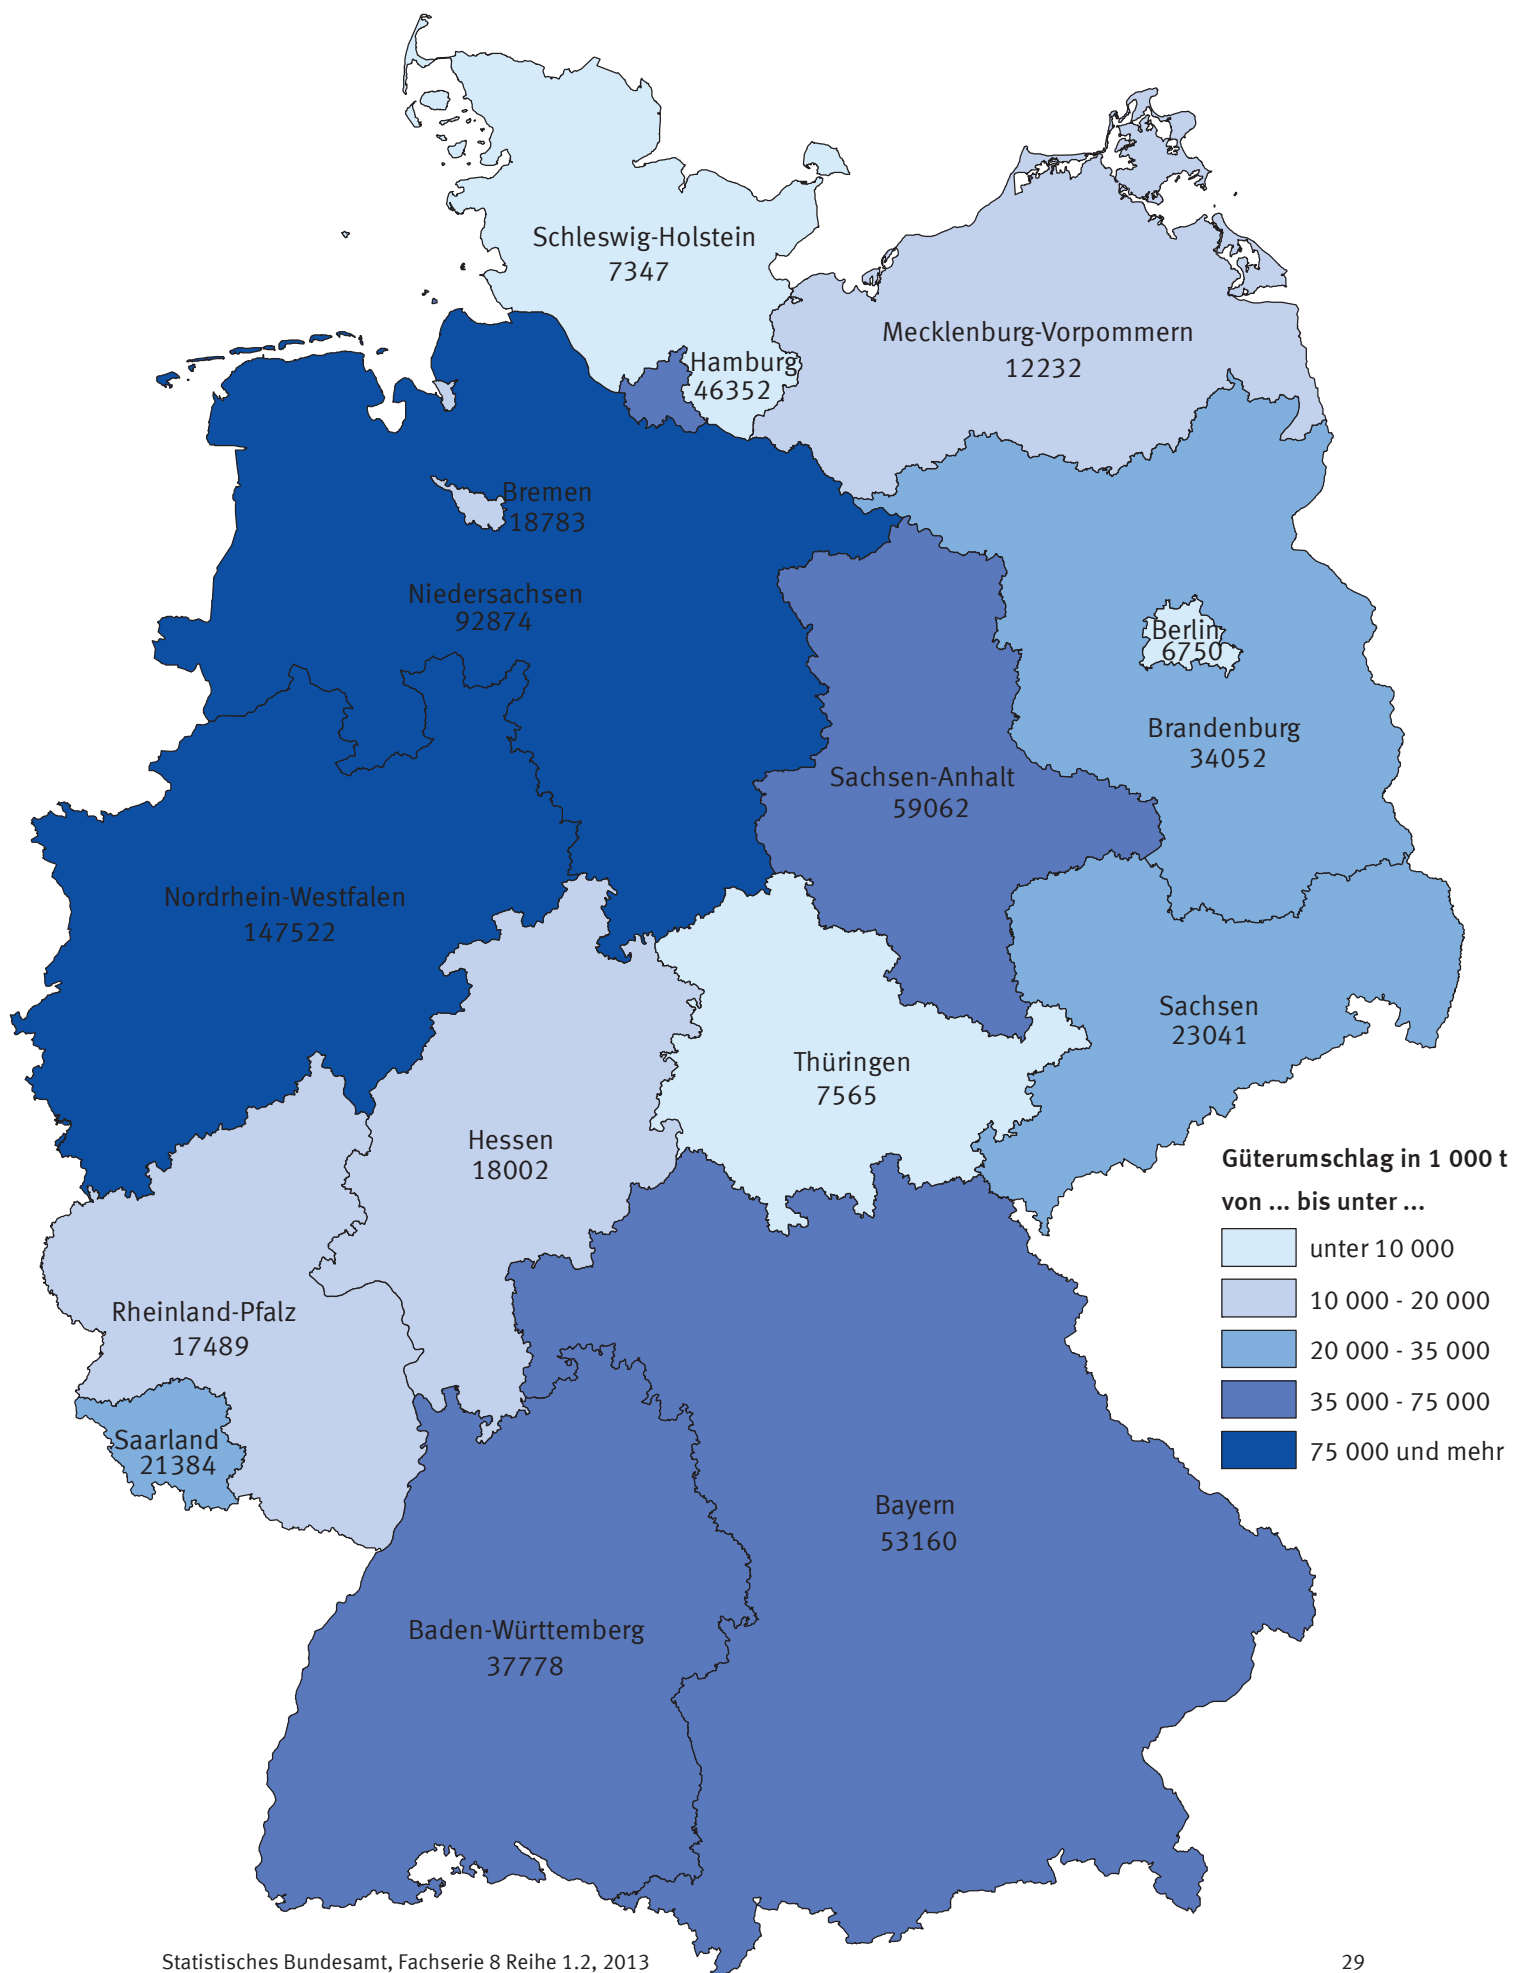 Schleswig-Holstein
7347
Mecklenburg-Vorpommern
12232
Hamburg
46352
Bremen
18783
Niedersachsen
92874
Berlin
6750
Brandenburg
34052
Sachsen-Anhalt
59062
Nordrhein-Westfalen
147522
Sachsen
23041
Thüringen
7565
Hessen
18002
Rheinland-Pfalz
17489
Saarland
21384
Bayern
53160
Baden-Württemberg
37778
Güterumschlag in 1 000 t
von ... bis unter ...
unter 10 000
10 000 - 20 000
20 000 - 35 000
35 000 - 75 000
75 000 und mehr
Statistisches Bundesamt, Fachserie 8 Reihe 1.2, 2013
29